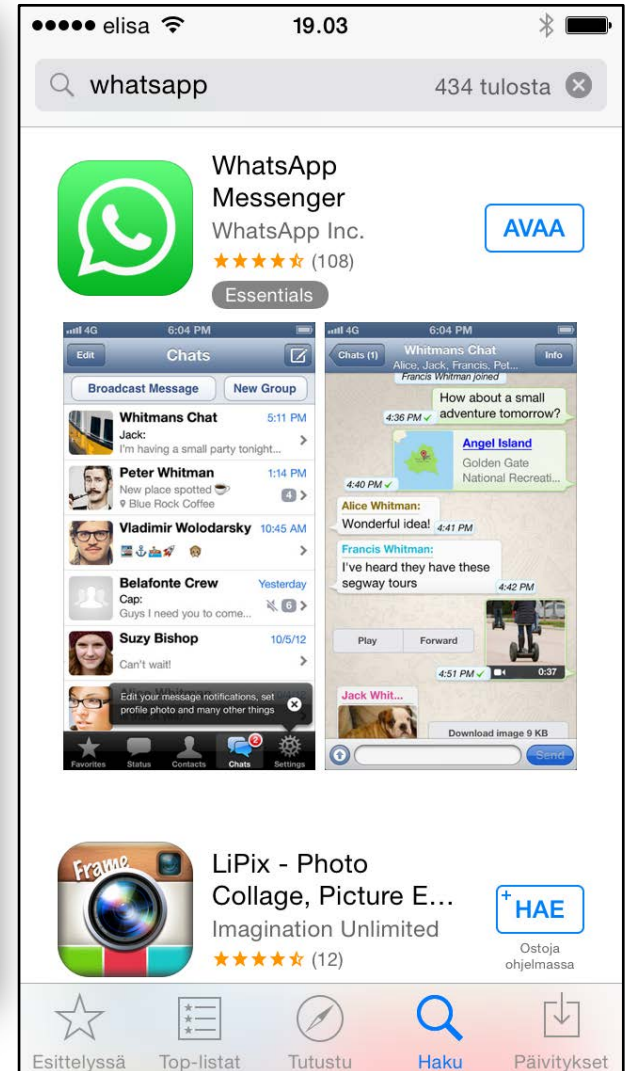 elisa 19.03
whatsapp 434 tulosta
WhatsApp
Messenger
WhatsApp Inc.
(108)
Essentials
AVAA
4G 6:04 PM
Edit Chats
Broadcast Message New Group
Whitmans Chat 5:11 PM
Jack:
I'm having a small party tonight...
Peter Whitman 1:14 PM
New place spotted
Blue Rock Coffee 4
Vladimir Wolodarsky 10:45 AM
Belafonte Crew Yesterday
Cap:
Guys I need you to come... 6
Suzy Bishop 10/5/12
Can't wait!
Edit your message notifications, set
profile photo and many other things
2
Favorites Status Contacts Chats Settings
4G 6:04 PM
Chats (1) Whitmans Chat Info
Alice, Jack, Francis, Pet...
Francis Whitman joined
How about a small
adventure tomorrow?
4:36 PM
Angel Island
Golden Gate
National Recreati...
4:40 PM
Alice Whitman:
Wonderful idea! 4:41 PM
Francis Whitman:
I've heard they have these
segway tours
4:42 PM
Play Forward
4:51 PM 0:37
Jack Whit...
Download image 9 KB
Send
Frame
LiPix - Photo
Collage, Picture E...
Imagination Unlimited
(12)
+ HAE
Ostoja
ohjelmassa
Esittelyssä Top-listat Tutustu Haku Päivitykset